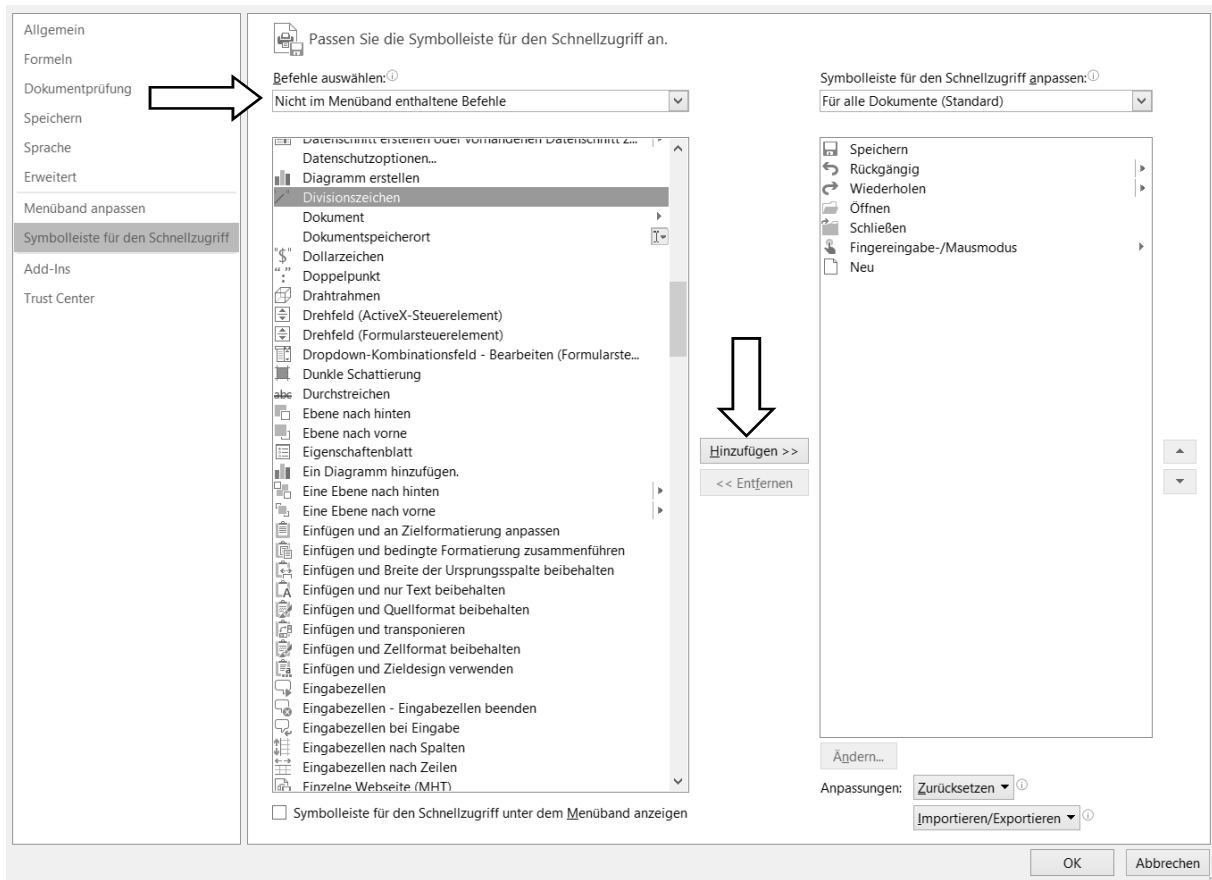 Allgemein
Formeln
Dokumentprüfung
Speichern
Sprache
Erweitert
Menüband anpassen
Symbolleiste für den Schnellzugriff
Add-Ins
Trust Center
Passen Sie die Symbolleiste für den Schnellzugriff an.
Befehle auswählen:
Nicht im Menüband enthaltene Befehle
Datenschnitt erstellen oder vorhandenen Datenschnitt z...
Datenschutzoptionen...
Diagramm erstellen
Divisionszeichen
Dokument
Dokumentspeicherort
"$" Dollarzeichen
":" Doppelpunkt
Drahtrahmen
Drehfeld (ActiveX-Steuerelement)
Drehfeld (Formularsteuerelement)
Dropdown-Kombinationsfeld - Bearbeiten (Formularste...
Dunkle Schattierung
abc Durchstreichen
Ebene nach hinten
Ebene nach vorne
Eigenschaftenblatt
Ein Diagramm hinzufügen.
Eine Ebene nach hinten
Eine Ebene nach vorne
Einfügen und an Zielformatierung anpassen
Einfügen und bedingte Formatierung zusammenführen
Einfügen und Breite der Ursprungsspalte beibehalten
Einfügen und nur Text beibehalten
Einfügen und Quellformat beibehalten
Einfügen und transponieren
Einfügen und Zellformat beibehalten
Einfügen und Zieldesign verwenden
Eingabezellen
Eingabezellen - Eingabezellen beenden
Eingabezellen bei Eingabe
Eingabezellen nach Spalten
Eingabezellen nach Zeilen
Einzelne Webseite (MHT)
Symbolleiste für den Schnellzugriff unter dem Menüband anzeigen
Hinzufügen >>
<< Entfernen
Symbolleiste für den Schnellzugriff anpassen:
Für alle Dokumente (Standard)
Speichern
Rückgängig
Wiederholen
Öffnen
Schließen
Fingereingabe-/Mausmodus
Neu
Ändern...
Anpassungen: Zurücksetzen
Importieren/Exportieren
OK Abbrechen